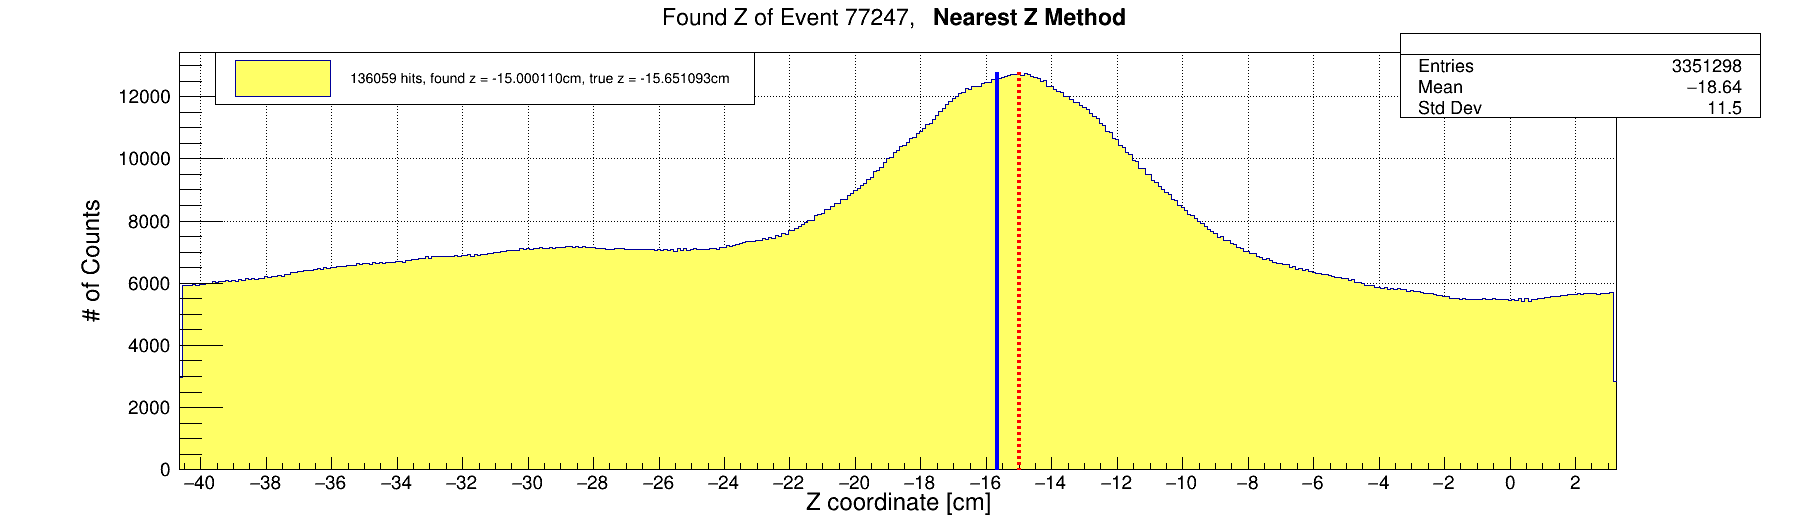 Found Z of Event 77247, Nearest Z Method
136059 hits, found z = -15.000110cm, true z = -15.651093cm
Entries 3351298
Mean −18.64
Std Dev 11.5
12000
10000
8000
6000
4000
2000
0
# of Counts
−40 −38 −36 −34 −32 −30 −28 −26 −24 −22 −20 −18 −16 −14 −12 −10 −8 −6 −4 −2 0 2
Z coordinate [cm]